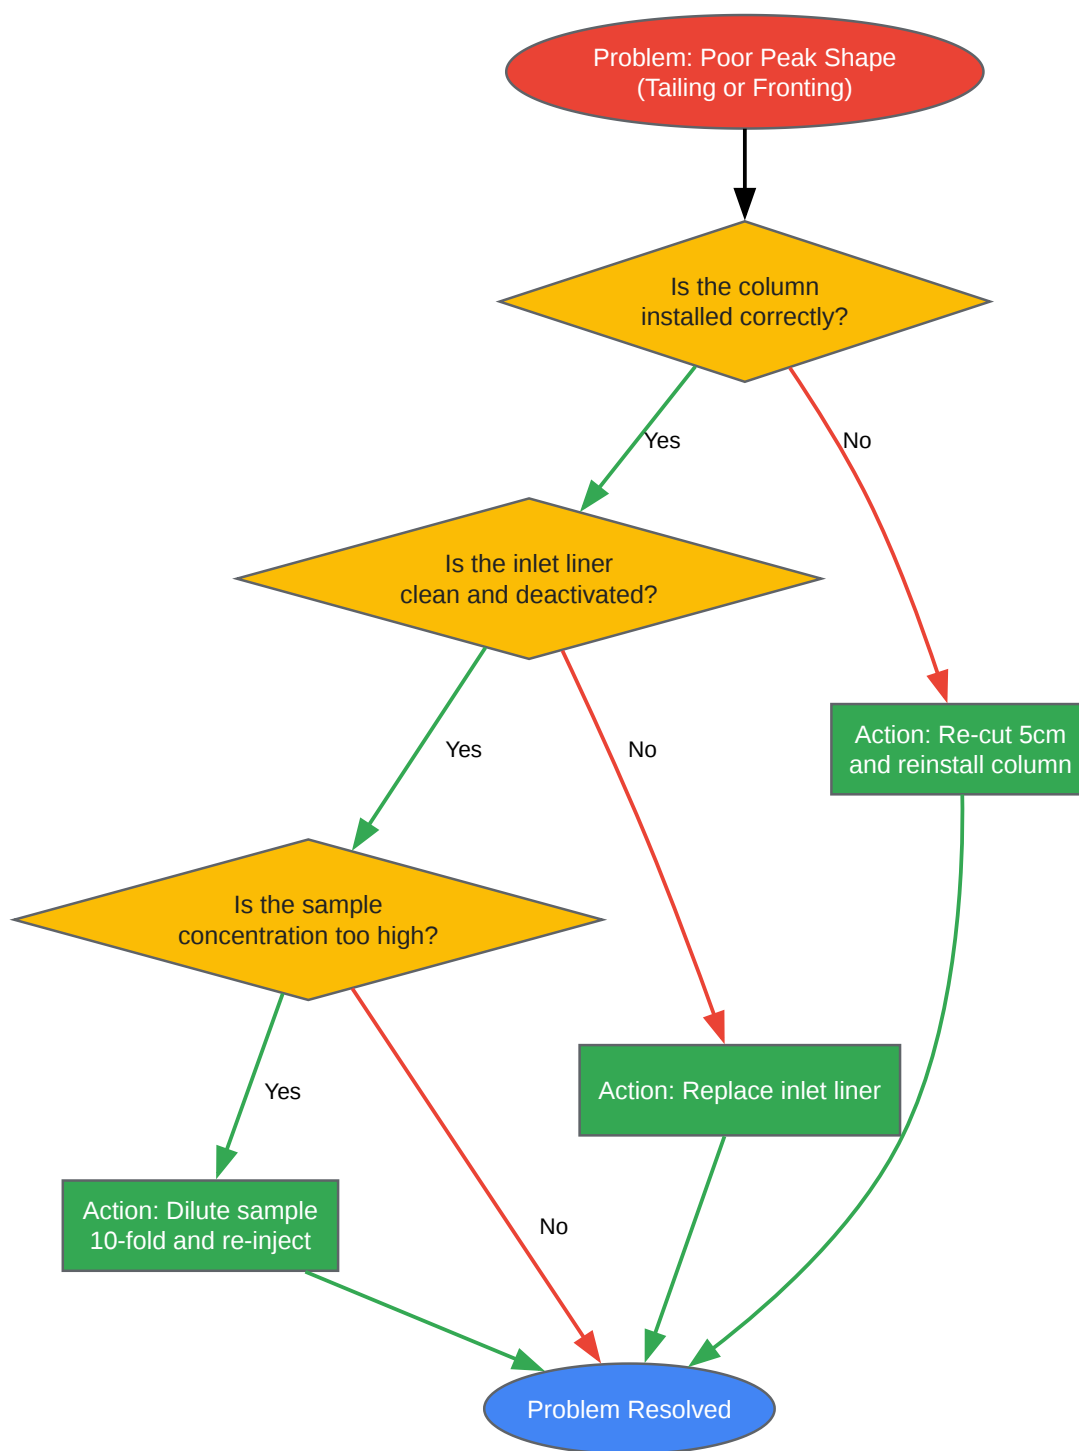 Problem: Poor Peak Shape
(Tailing or Fronting)
Is the column
installed correctly?
Yes
No
Is the inlet liner
clean and deactivated?
Yes
No
Action: Re-cut 5cm
and reinstall column
Is the sample
concentration too high?
Yes
No
Action: Replace inlet liner
Action: Dilute sample
10-fold and re-inject
Problem Resolved